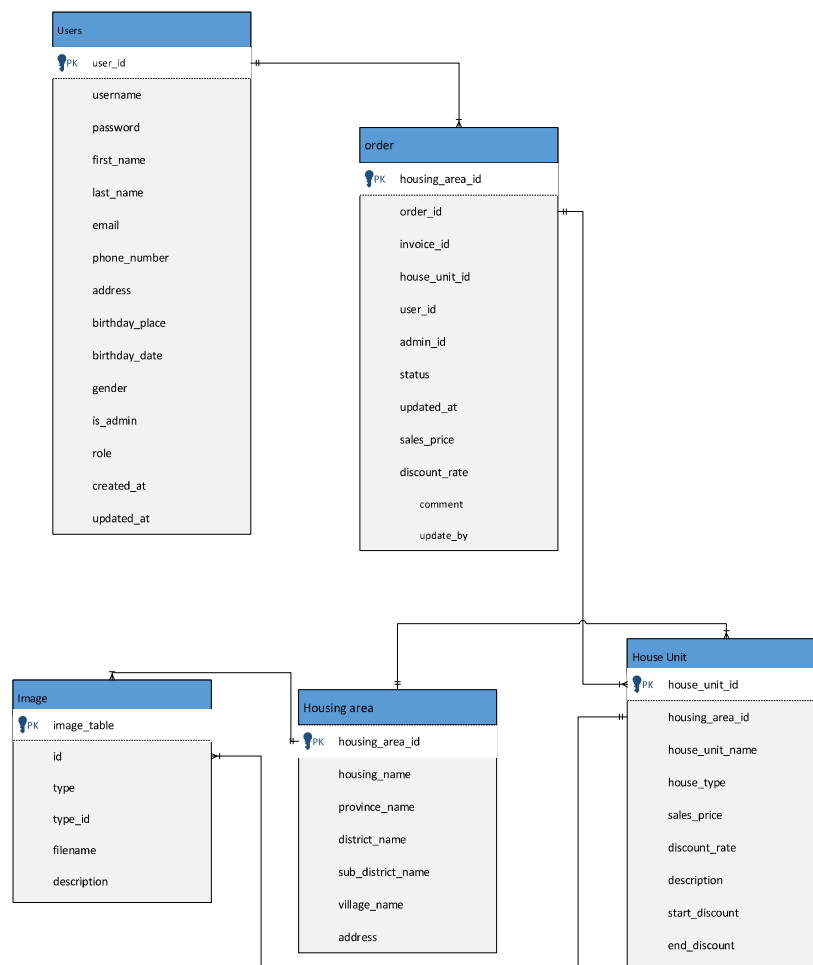 Users
PK user_id
username
password
first_name
last_name
email
phone_number
address
birthday_place
birthday_date
gender
is_admin
role
created_at
updated_at
order
PK housing_area_id
order_id
invoice_id
house_unit_id
user_id
admin_id
status
updated_at
sales_price
discount_rate
comment
update_by
Image
PK image_table
id
type
type_id
filename
description
Housing area
PK housing_area_id
housing_name
province_name
district_name
sub_district_name
village_name
address
House Unit
PK house_unit_id
housing_area_id
house_unit_name
house_type
sales_price
discount_rate
description
start_discount
end_discount